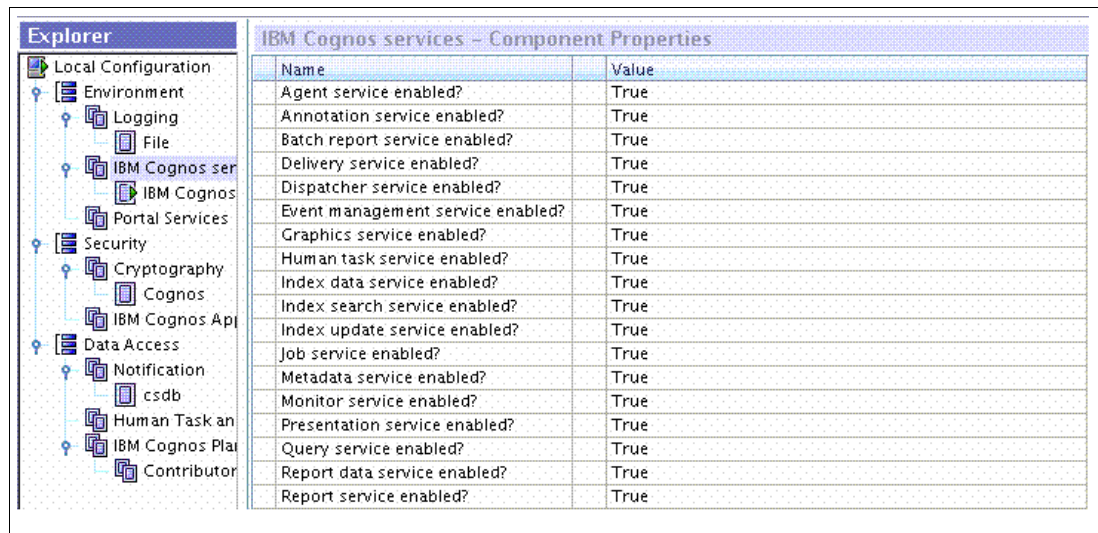 Explorer
Local Configuration
Environment
Logging
File
IBM Cognos ser
IBM Cognos
Portal Services
Security
Cryptography
Cognos
IBM Cognos Ap
Data Access
Notification
csdb
Human Task an
IBM Cognos Pla
Contributor
IBM Cognos services – Component Properties
Name Value
Agent service enabled? True
Annotation service enabled? True
Batch report service enabled? True
Delivery service enabled? True
Dispatcher service enabled? True
Event management service enabled? True
Graphics service enabled? True
Human task service enabled? True
Index data service enabled? True
Index search service enabled? True
Index update service enabled? True
Job service enabled? True
Metadata service enabled? True
Monitor service enabled? True
Presentation service enabled? True
Query service enabled? True
Report data service enabled? True
Report service enabled? True